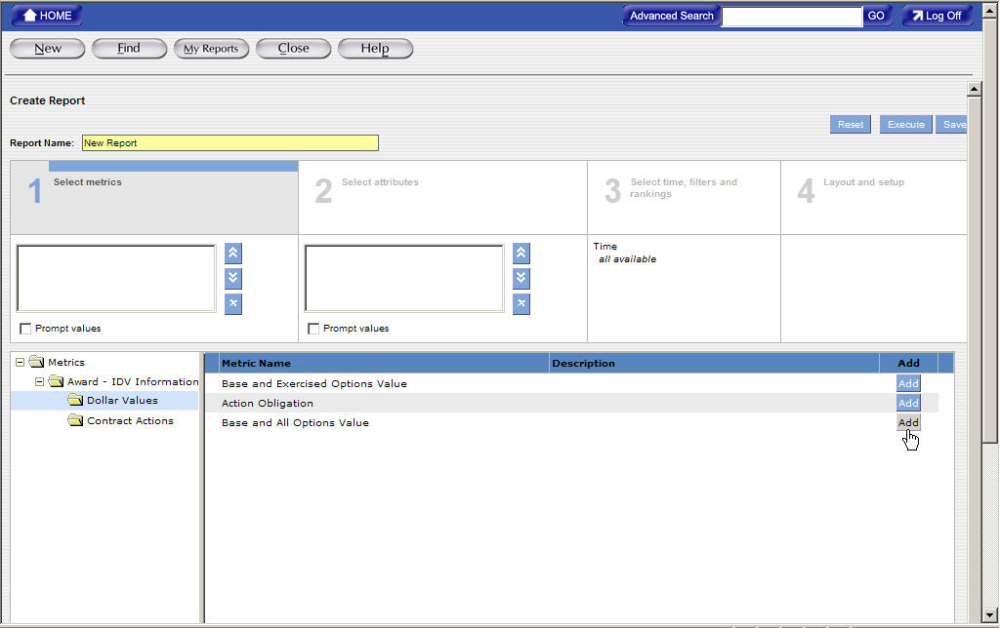 HOME Advanced Search GO Log Off
New Find My Reports Close Help
Create Report
Reset Execute Save
Report Name: New Report
1 Select metrics 2 Select attributes 3 Select time, filters and 4 Layout and setup
rankings
Time
all available
Prompt values Prompt values
Metrics Metric Name Description Add
Award - IDV Information Base and Exercised Options Value Add
Dollar Values Action Obligation Add
Contract Actions Base and All Options Value Add